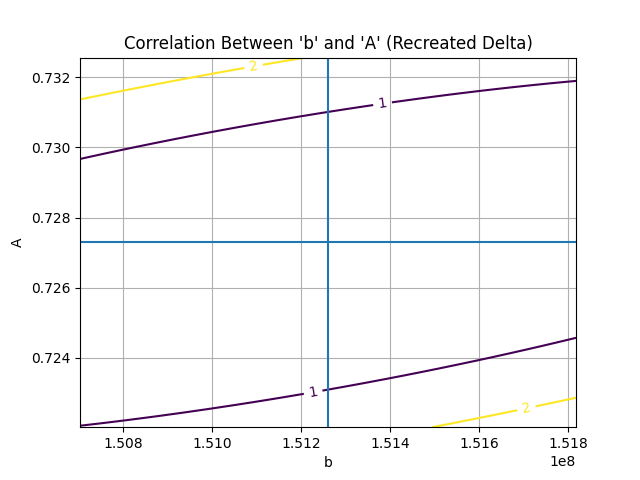 Correlation Between 'b' and 'A' (Recreated Delta)
0.732
2
1
0.730
0.728
A
0.726
0.724
1
2
1.508 1.510 1.512 1.514 1.516 1.518
b
1e8